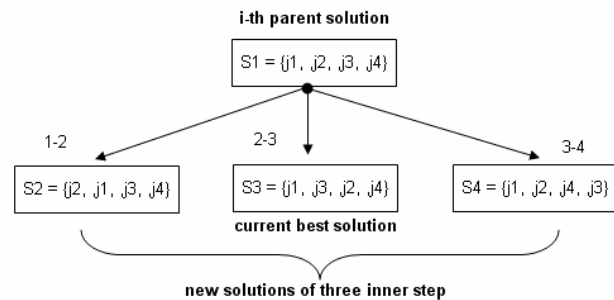 i-th parent solution
S1 = {j1, j2, j3, j4}
1-2
2-3
3-4
S2 = {j2, j1, j3, j4}
S3 = {j1, j3, j2, j4}
S4 = {j1, j2, j4, j3}
current best solution
new solutions of three inner step